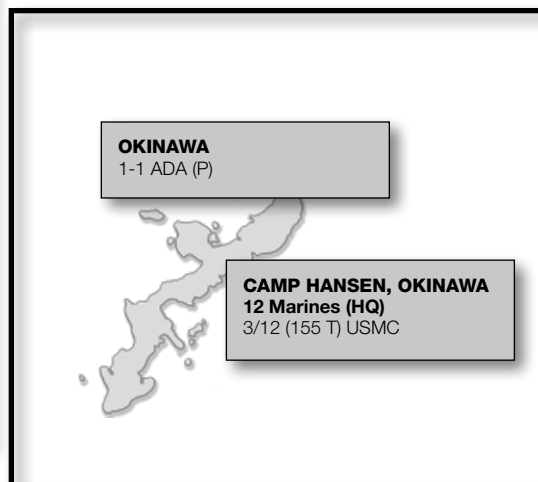 OKINAWA
1-1 ADA (P)
CAMP HANSEN, OKINAWA
12 Marines (HQ)
3/12 (155 T) USMC